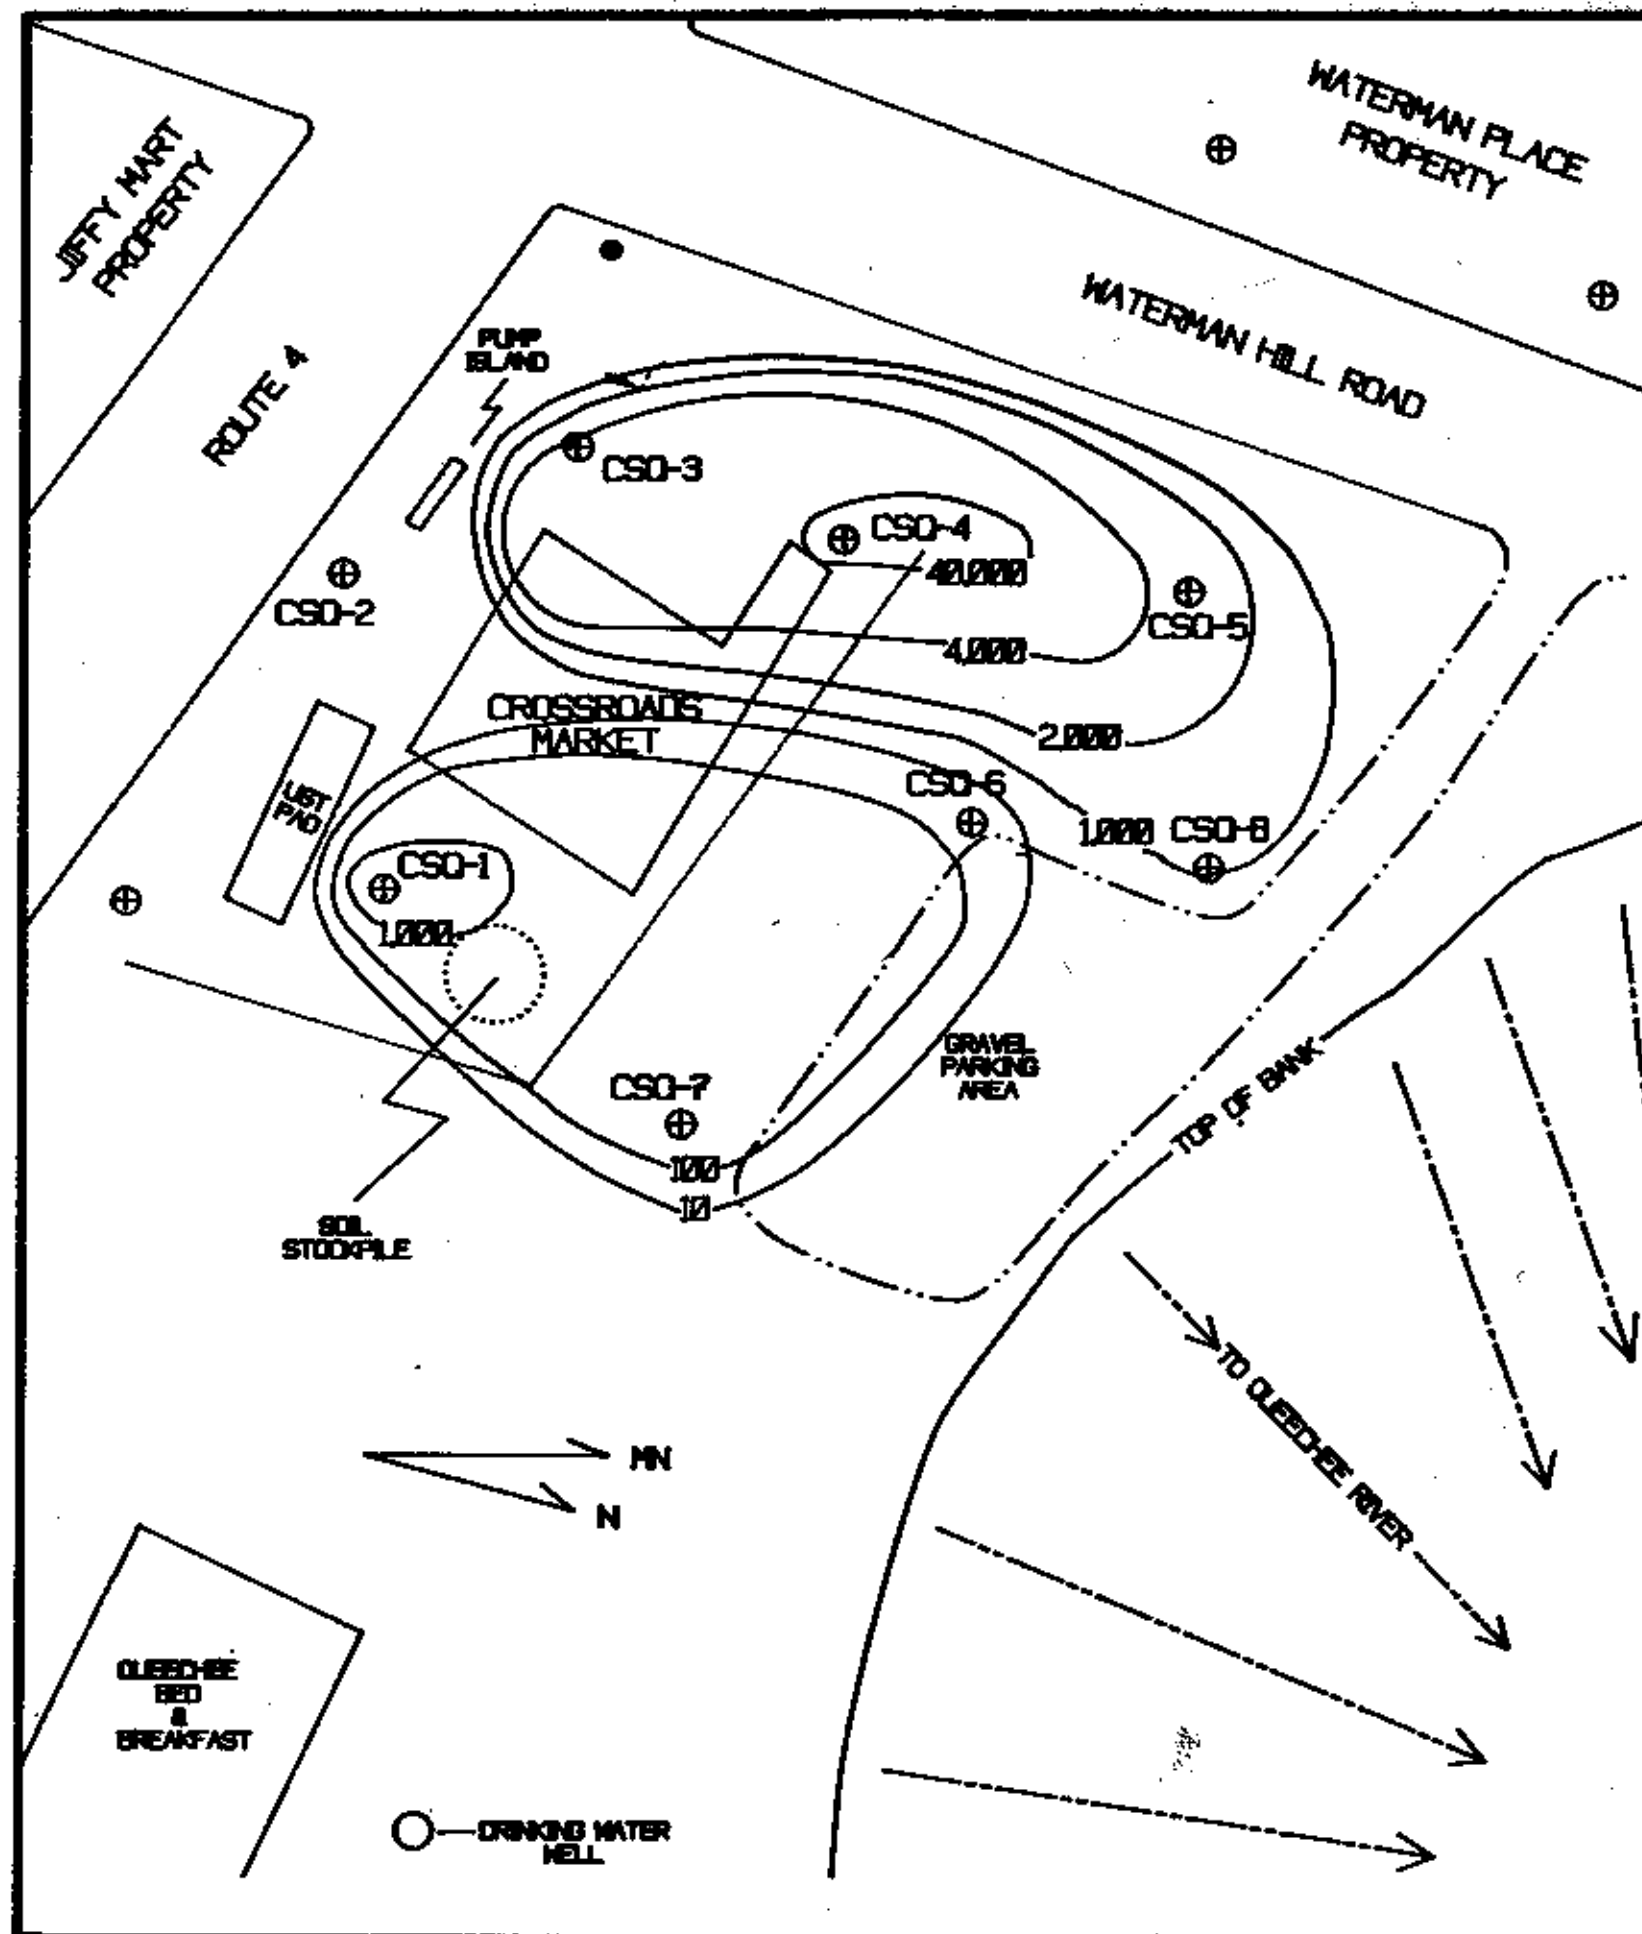 WATERMAN PLACE
PROPERTY
JIFFY MART
PROPERTY
WATERMAN HILL ROAD
ROUTE 4
PUMP
ISLAND
CSO-3
CSO-4
40,000
CSO-2
CSO-5
4,000
CROSSROADS
MARKET
2,000
CSO-6
UST
PAD
1,000
CSO-8
CSO-1
1,000
GRAVEL
PARKING
AREA
TOP OF BANK
CSO-7
100
10
SOIL
STOCKPILE
TO QUEECHEE RIVER
MN
N
QUEECHEE
BED
&
BREAKFAST
DRINKING WATER
WELL